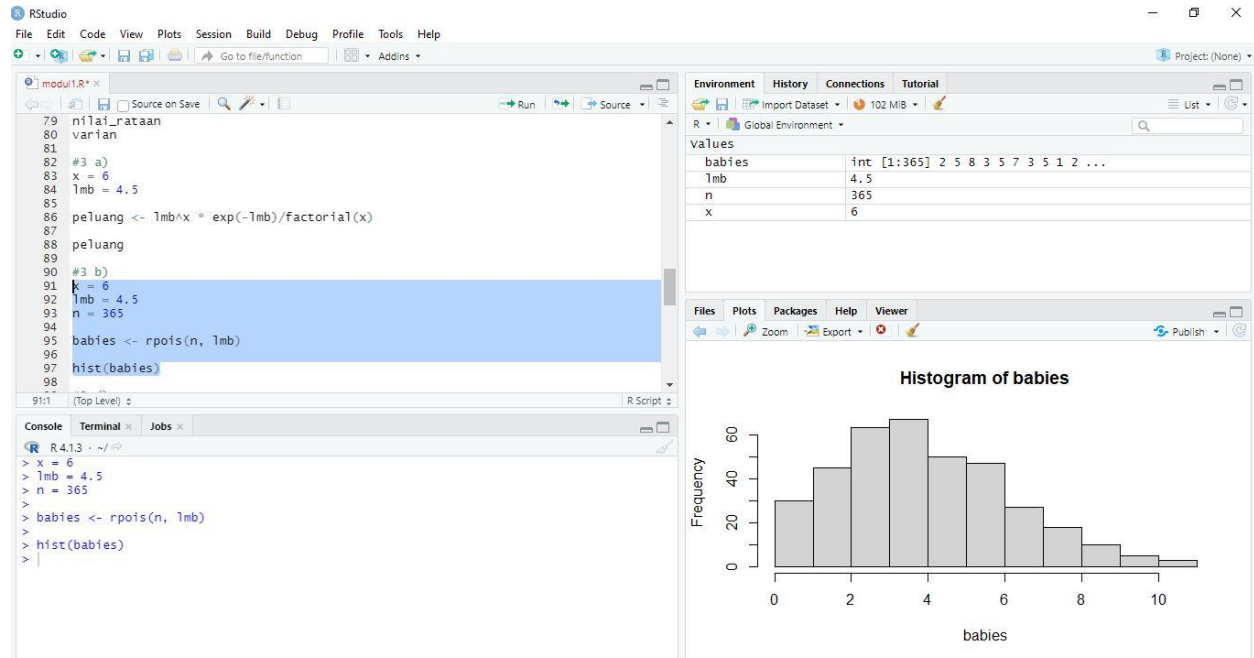 RStudio
File Edit Code View Plots Session Build Debug Profile Tools Help
Go to file/function Addins Project: (None)
modul1.R*
Source on Save Run Source
79 nilai_rataan
80 varian
81
82 #3 a)
83 x = 6
84 lmb = 4.5
85
86 peluang <- lmb^x * exp(-lmb)/factorial(x)
87
88 peluang
89
90 #3 b)
91 x = 6
92 lmb = 4.5
93 n = 365
94
95 babies <- rpois(n, lmb)
96
97 hist(babies)
98
91:1 (Top Level) R Script
Console Terminal Jobs
R 4.1.3 · ~/
> x = 6
> lmb = 4.5
> n = 365
>
> babies <- rpois(n, lmb)
>
> hist(babies)
>
Environment History Connections Tutorial
Import Dataset 102 MiB List
R Global Environment
values
babies int [1:365] 2 5 8 3 5 7 3 5 1 2 ...
lmb 4.5
n 365
x 6
Files Plots Packages Help Viewer
Zoom Export Publish
Histogram of babies
Frequency
60
40
20
0
0 2 4 6 8 10
babies